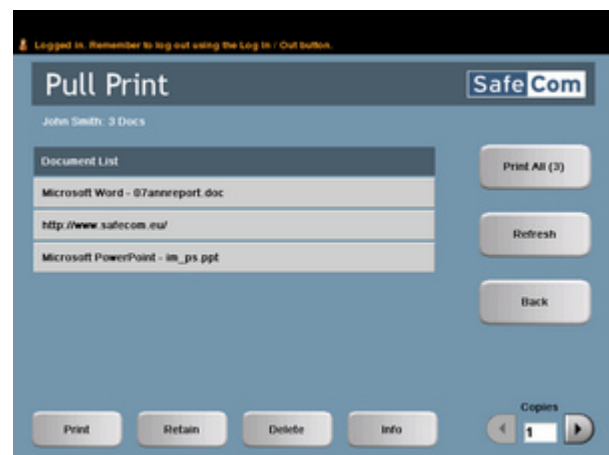 Logged in. Remember to log out using the Log In / Out button.
Pull Print
SafeCom
John Smith: 3 Docs
Document List
Microsoft Word - 07annreport.doc
http://www.safecom.eu/
Microsoft PowerPoint - im_ps.ppt
Print All (3)
Refresh
Back
Print
Retain
Delete
Info
Copies
1